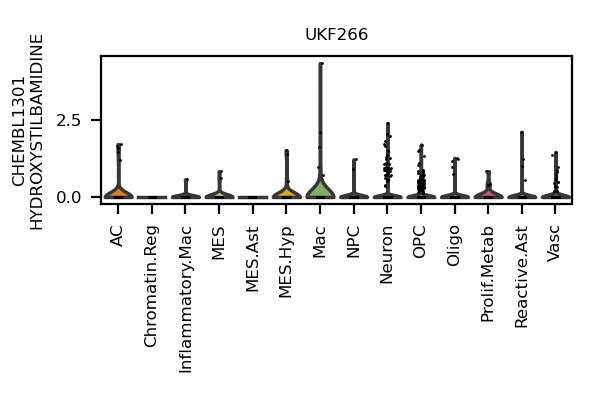 UKF266
CHEMBL1301
HYDROXYSTILBAMIDINE
2.5
0.0
AC
Chromatin.Reg
Inflammatory.Mac
MES
MES.Ast
MES.Hyp
Mac
NPC
Neuron
OPC
Oligo
Prolif.Metab
Reactive.Ast
Vasc